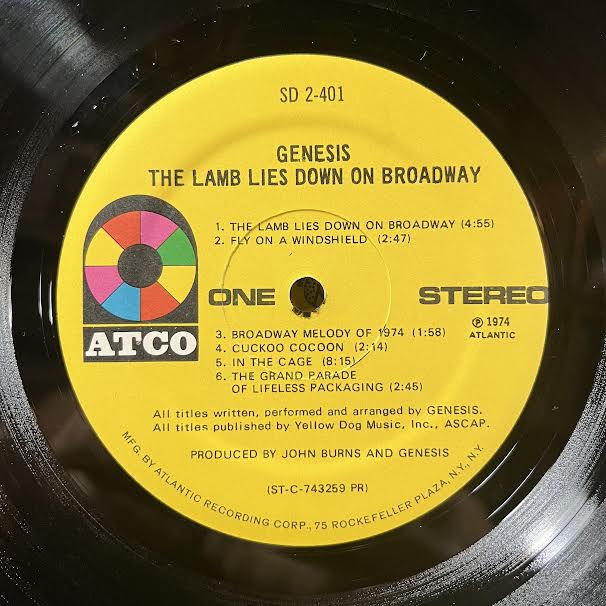 SD 2-401
GENESIS
THE LAMB LIES DOWN ON BROADWAY
1. THE LAMB LIES DOWN ON BROADWAY (4:55)
2. FLY ON A WINDSHIELD (2:47)
ONE
STEREO
ATCO
3. BROADWAY MELODY OF 1974 (1:58)
4. CUCKOO COCOON (2:14)
5. IN THE CAGE (8:15)
6. THE GRAND PARADE
OF LIFELESS PACKAGING (2:45)
℗ 1974
ATLANTIC
All titles written, performed and arranged by GENESIS.
All titles published by Yellow Dog Music, Inc., ASCAP.
PRODUCED BY JOHN BURNS AND GENESIS
(ST-C-743259 PR)
MFG. BY ATLANTIC RECORDING CORP., 75 ROCKEFELLER PLAZA, N.Y., N.Y.